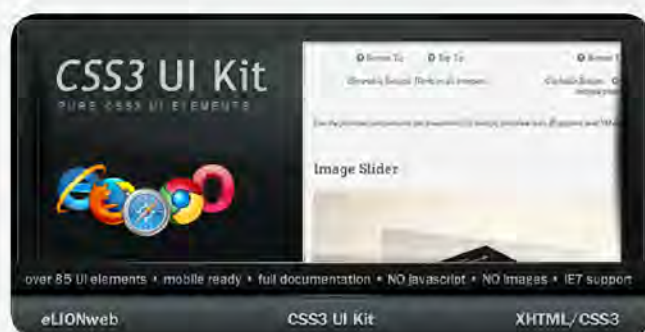 CSS3 UI Kit
PURE CSS3 UI ELEMENTS
Image Slider
over 85 UI elements • mobile ready • full documentation • NO javascript • NO images • IE7 support
eLIONweb
CSS3 UI Kit
XHTML/CSS3